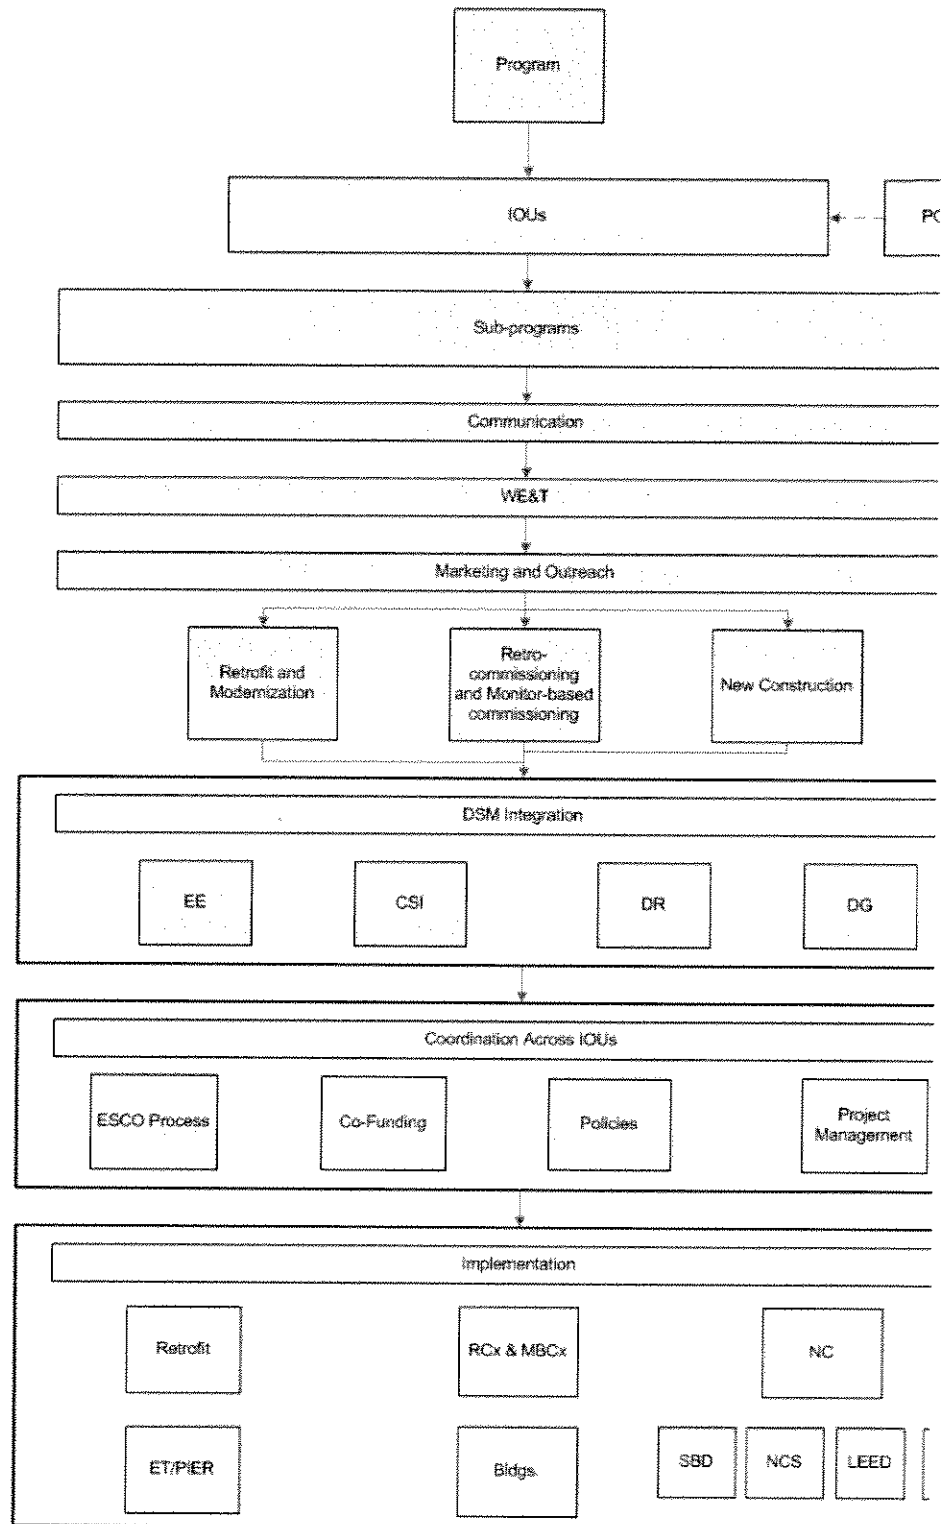 Program
IOUs
PO
Sub-programs
Communication
WE&T
Marketing and Outreach
Retrofit and
Modernization
Retro-
commissioning
and Monitor-based
commissioning
New Construction
DSM Integration
EE
CSI
DR
DG
Coordination Across IOUs
ESCO Process
Co-Funding
Policies
Project
Management
Implementation
Retrofit
RCx & MBCx
NC
ET/PIER
Bldgs.
SBD
NCS
LEED